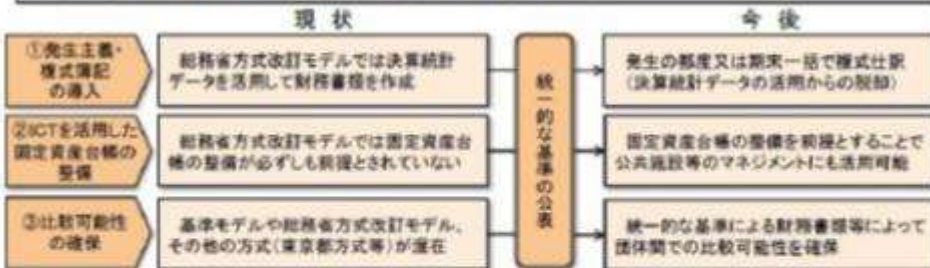 現状
今後
①発生主義・
複式簿記
の導入
総務省方式改訂モデルでは決算統計
データを活用して財務書類を作成
発生の都度又は期末一括で複式仕訳
(決算統計データの活用からの脱却)
②ICTを活用した
固定資産台帳の
整備
総務省方式改訂モデルでは固定資産台
帳の整備が必ずしも前提とされていない
固定資産台帳の整備を前提とすることで
公共施設等のマネジメントにも活用可能
③比較可能性
の確保
基準モデルや総務省方式改訂モデル、
その他の方式(東京都方式等)が混在
統一的な基準による財務書類等によって
団体間での比較可能性を確保
統一的な基準の公表